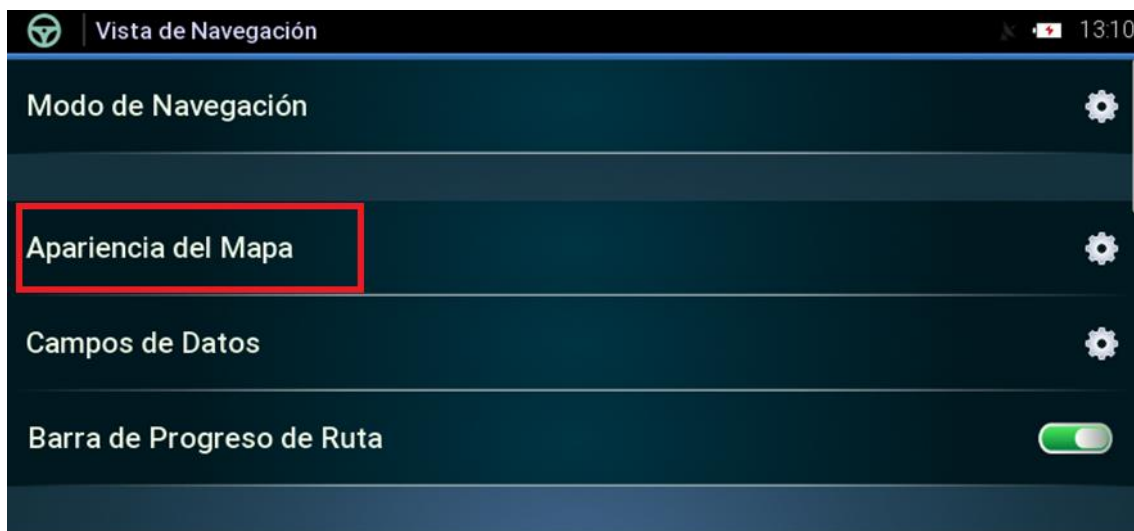 Vista de Navegación
13:10
Modo de Navegación
Apariencia del Mapa
Campos de Datos
Barra de Progreso de Ruta